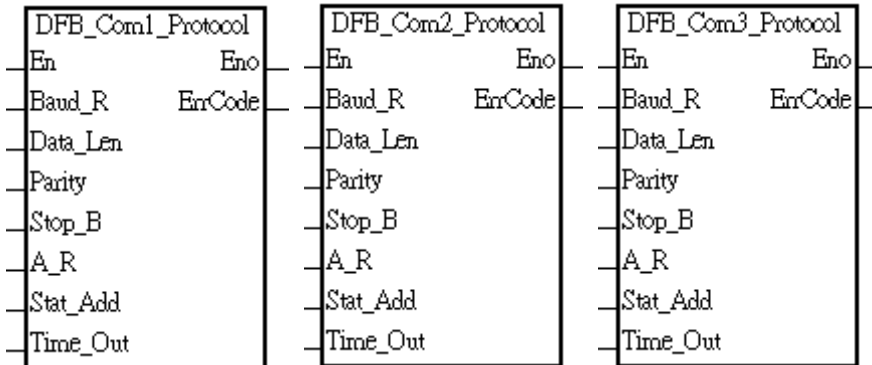 DFB_Com1_Protocol
En Eno
Baud_R ErrCode
Data_Len
Parity
Stop_B
A_R
Stat_Add
Time_Out
DFB_Com2_Protocol
En Eno
Baud_R ErrCode
Data_Len
Parity
Stop_B
A_R
Stat_Add
Time_Out
DFB_Com3_Protocol
En Eno
Baud_R ErrCode
Data_Len
Parity
Stop_B
A_R
Stat_Add
Time_Out